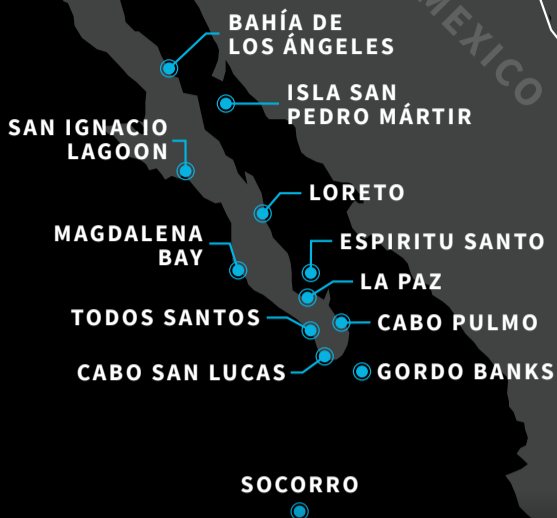 MEXICO
BAHÍA DE
LOS ÁNGELES
ISLA SAN
PEDRO MÁRTIR
SAN IGNACIO
LAGOON
LORETO
MAGDALENA
BAY
ESPIRITU SANTO
LA PAZ
TODOS SANTOS
CABO PULMO
CABO SAN LUCAS
GORDO BANKS
SOCORRO